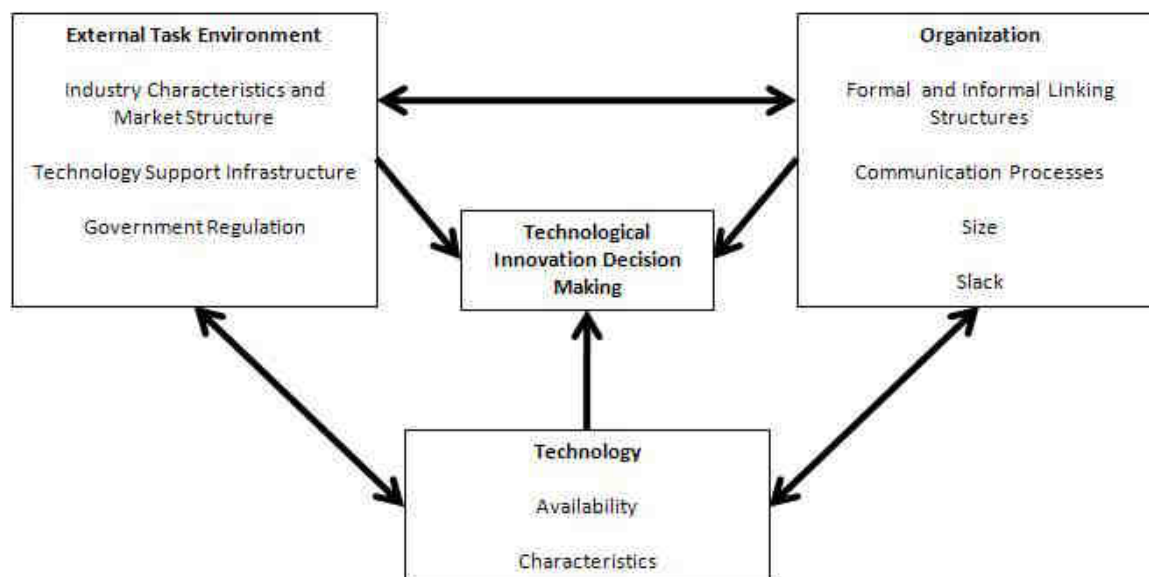 External Task Environment
Industry Characteristics and
Market Structure
Technology Support Infrastructure
Government Regulation
Organization
Formal and Informal Linking
Structures
Communication Processes
Size
Slack
Technological
Innovation Decision
Making
Technology
Availability
Characteristics